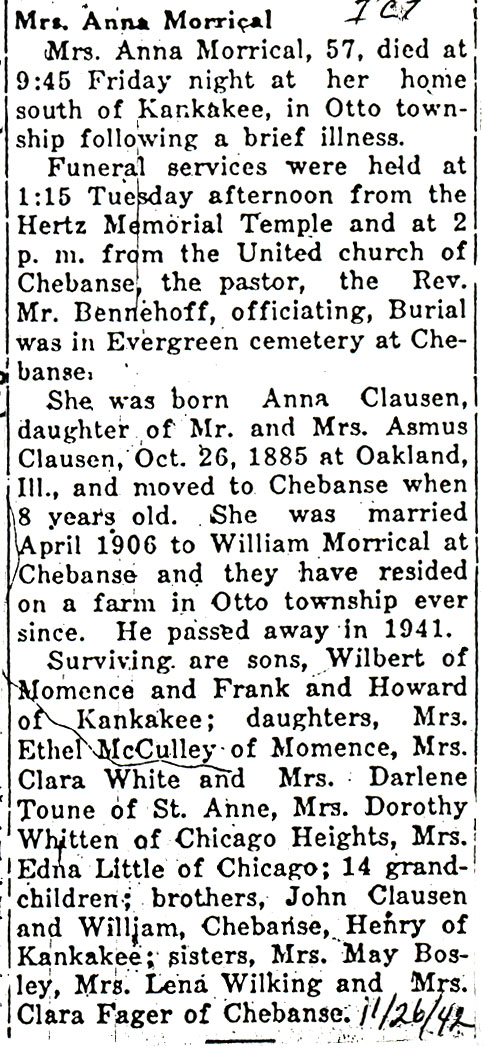 Mrs. Anna Morrical
Mrs. Anna Morrical, 57, died at
9:45 Friday night at her home
south of Kankakee, in Otto town-
ship following a brief illness.
Funeral services were held at
1:15 Tuesday afternoon from the
Hertz Memorial Temple and at 2
p. m. from the United church of
Chebanse, the pastor, the Rev.
Mr. Bennehoff, officiating, Burial
was in Evergreen cemetery at Che-
banse.
She was born Anna Clausen,
daughter of Mr. and Mrs. Asmus
Clausen, Oct. 26, 1885 at Oakland,
Ill., and moved to Chebanse when
8 years old. She was married
April 1906 to William Morrical at
Chebanse and they have resided
on a farm in Otto township ever
since. He passed away in 1941.
Surviving are sons, Wilbert of
Momence and Frank and Howard
of Kankakee; daughters, Mrs.
Ethel McCulley of Momence, Mrs.
Clara White and Mrs. Darlene
Toune of St. Anne, Mrs. Dorothy
Whitten of Chicago Heights, Mrs.
Edna Little of Chicago; 14 grand-
children; brothers, John Clausen
and William, Chebanse, Henry of
Kankakee; sisters, Mrs. May Bos-
ley, Mrs. Lena Wilking and Mrs.
Clara Fager of Chebanse. 11/26/42